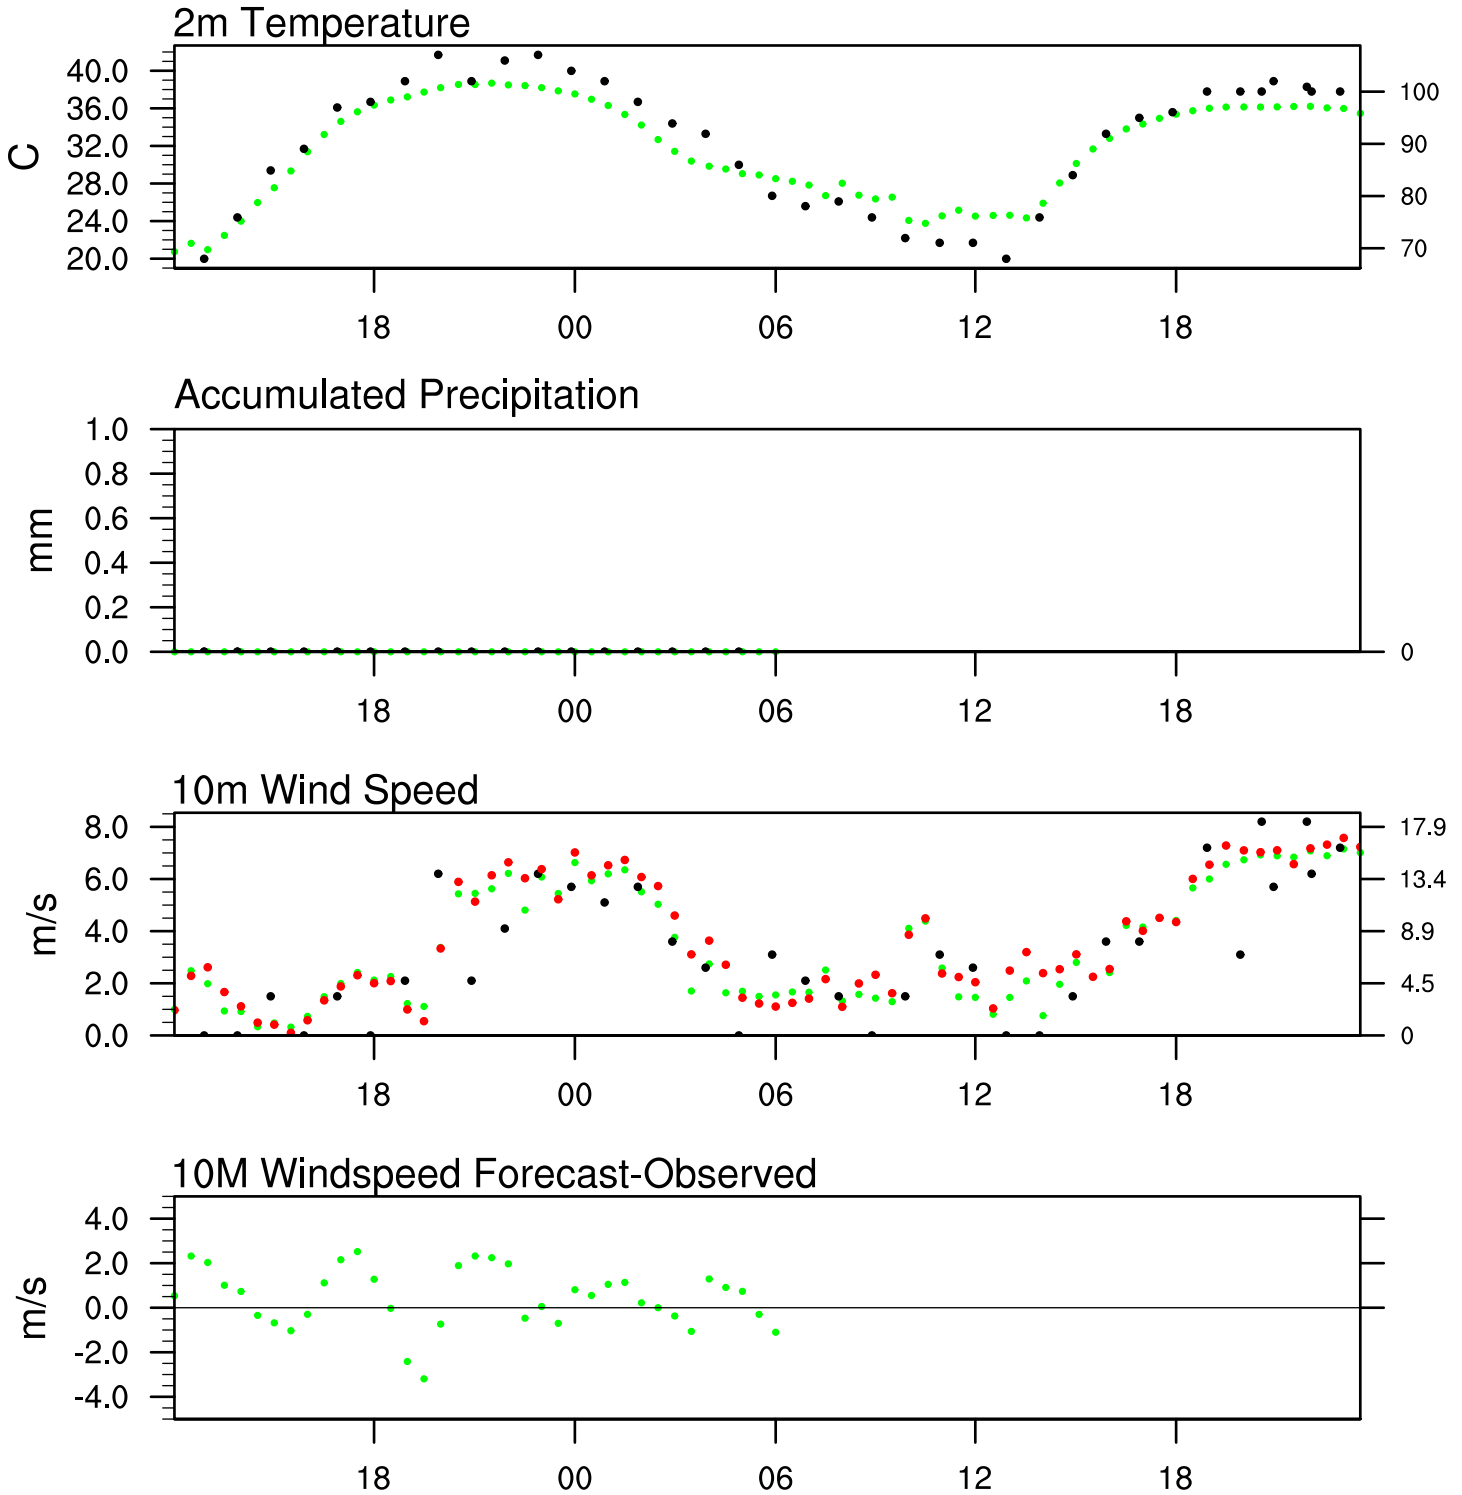 2m Temperature
40.0
36.0
32.0
28.0
24.0
20.0
C
100
90
80
70
18 00 06 12 18
Accumulated Precipitation
1.0
0.8
0.6
0.4
0.2
0.0
mm
0
18 00 06 12 18
10m Wind Speed
8.0
6.0
4.0
2.0
0.0
m/s
17.9
13.4
8.9
4.5
0
18 00 06 12 18
10M Windspeed Forecast-Observed
4.0
2.0
0.0
-2.0
-4.0
m/s
18 00 06 12 18